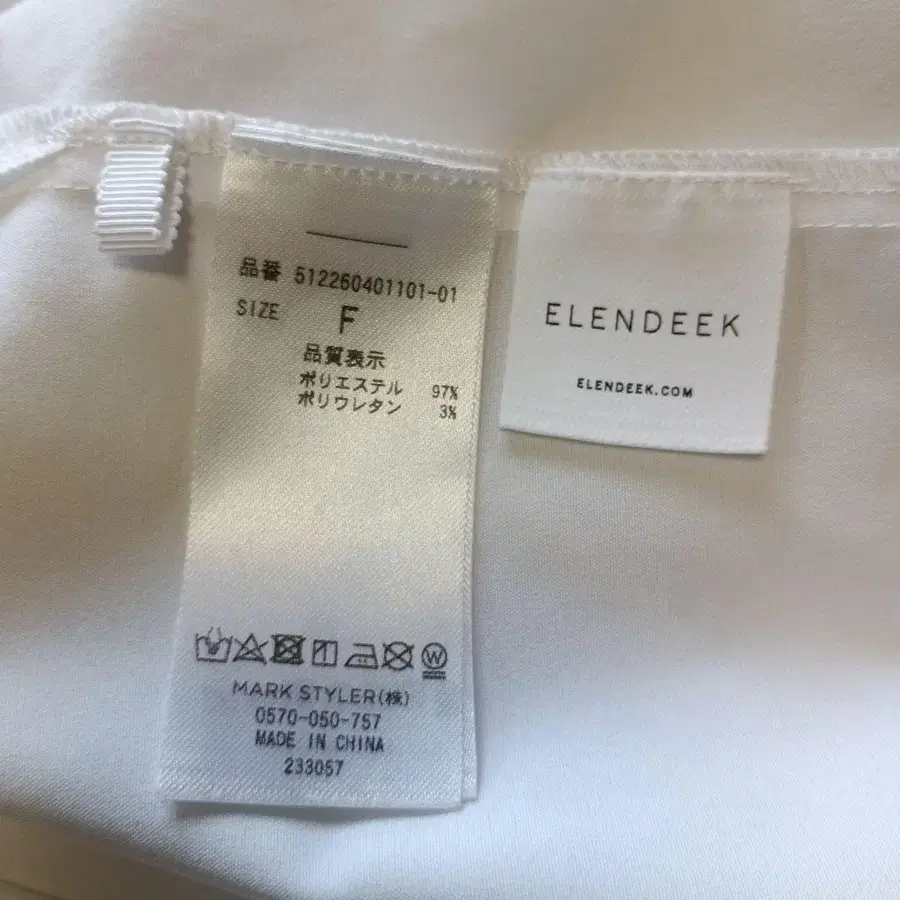 品番 512260401101-01
SIZE F
品質表示
ポリエステル 97%
ポリウレタン 3%
W
MARK STYLER(株)
0570-050-757
MADE IN CHINA
233057
ELENDEEK
ELENDEEK.COM